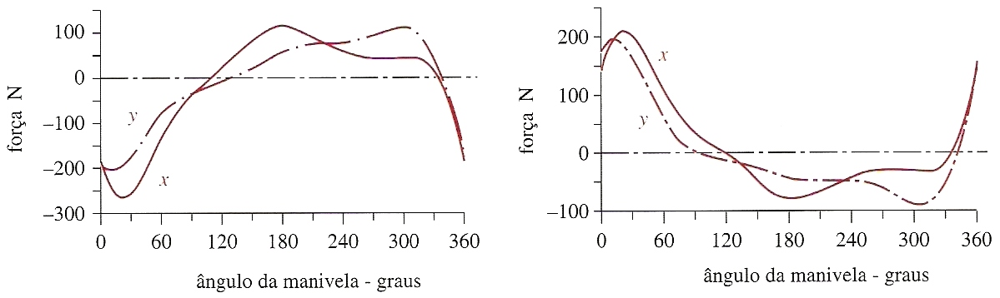 força N
100
0
–100
–200
–300
y
x
0 60 120 180 240 300 360
ângulo da manivela - graus
força N
200
100
0
–100
x
y
0 60 120 180 240 300 360
ângulo da manivela - graus